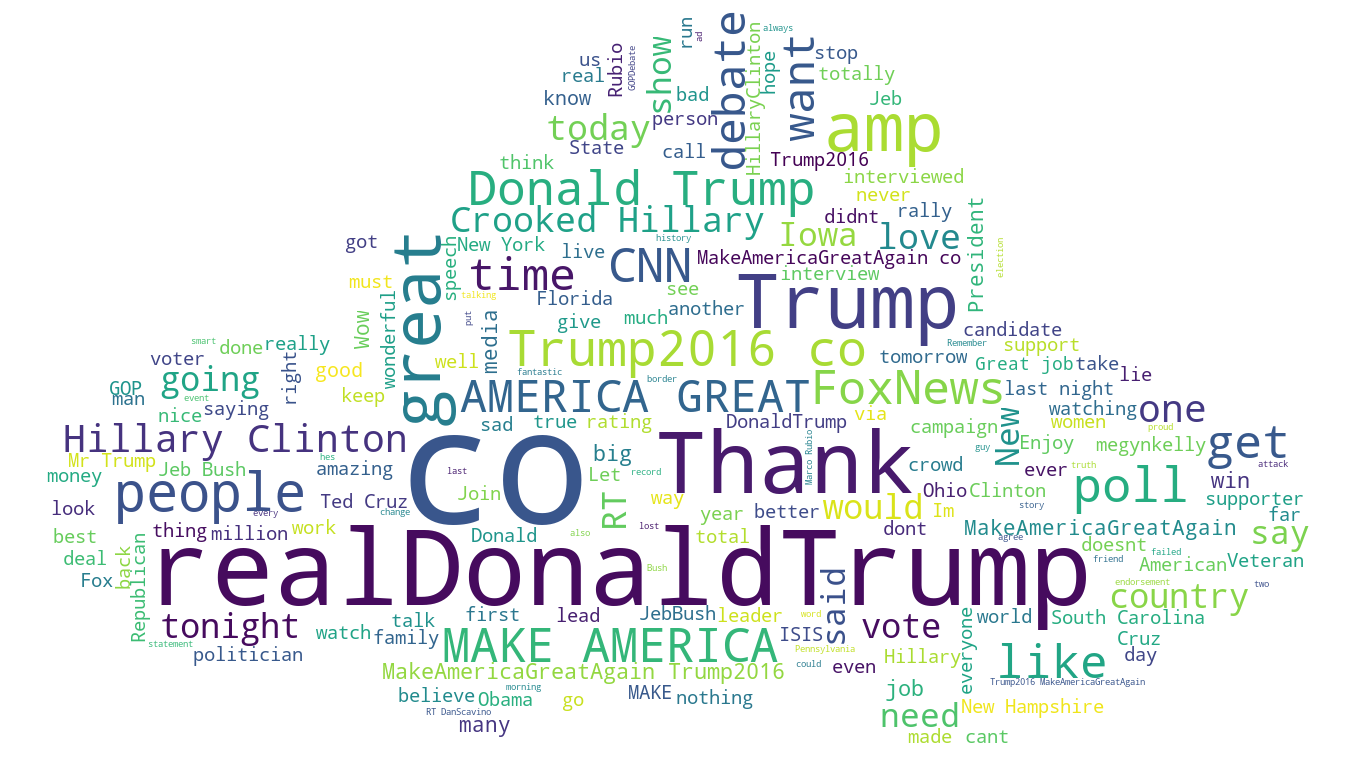 always
ad
run
us
Rubio
GOPDebate
show
debate
HillaryClinton
hope
want
stop
real
totally
know
bad
Jeb
today
person
amp
State
call
Trump2016
think
interviewed
Donald Trump
never
Crooked Hillary
didnt
rally
President
got
great
speech
New York
live
history
CNN
Iowa
love
MakeAmericaGreatAgain co
election
time
interview
must
see
wonderful
talking
Florida
Trump
another
Wow
put
media
give
much
candidate
smart
done
really
Trump2016 co
tomorrow
Remember
support
voter
right
good
well
Great job
take
GOP
going
fantastic
border
FoxNews
last night
lie
man
event
keep
AMERICA GREAT
nice
saying
sad
true
rating
DonaldTrump
via
New
watching
one
women
campaign
proud
Hillary Clinton
co
big
Thank
Marco Rubio
guy
Enjoy
megynkelly
get
Mr Trump
Jeb Bush
hes
amazing
last
Let
record
crowd
ever
truth
attack
money
people
Ted Cruz
Join
RT
way
Ohio
Clinton
poll
win
look
every
change
year
better
would
Im
story
supporter
far
best
thing
million
work
Donald
also
lost
total
dont
MakeAmericaGreatAgain
say
deal
back
realDonaldTrump
agree
doesnt
failed
Fox
Republican
Bush
friend
American
Veteran
endorsement
two
tonight
talk
first
lead
JebBush
leader
word
said
vote
everyone
world
South Carolina
country
statement
watch
family
MAKE AMERICA
ISIS
Pennsylvania
Cruz
politician
MakeAmericaGreatAgain Trump2016
could
even
Hillary
like
day
believe
morning
MAKE
job
Trump2016 MakeAmericaGreatAgain
Obama
go
nothing
RT DanScavino
need
New Hampshire
many
made
cant